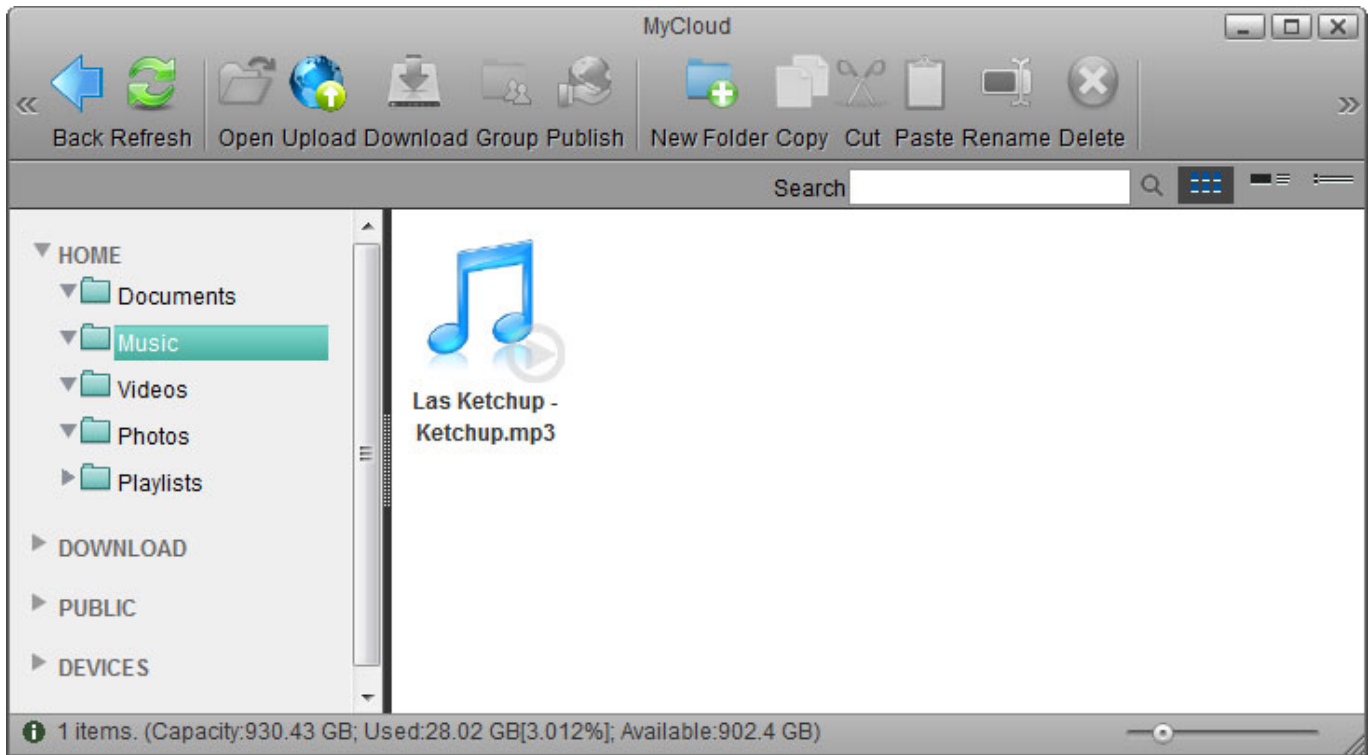 MyCloud
Back Refresh Open Upload Download Group Publish New Folder Copy Cut Paste Rename Delete
Search
HOME
Documents
Music
Videos
Photos
Playlists
DOWNLOAD
PUBLIC
DEVICES
Las Ketchup -
Ketchup.mp3
1 items. (Capacity:930.43 GB; Used:28.02 GB[3.012%]; Available:902.4 GB)